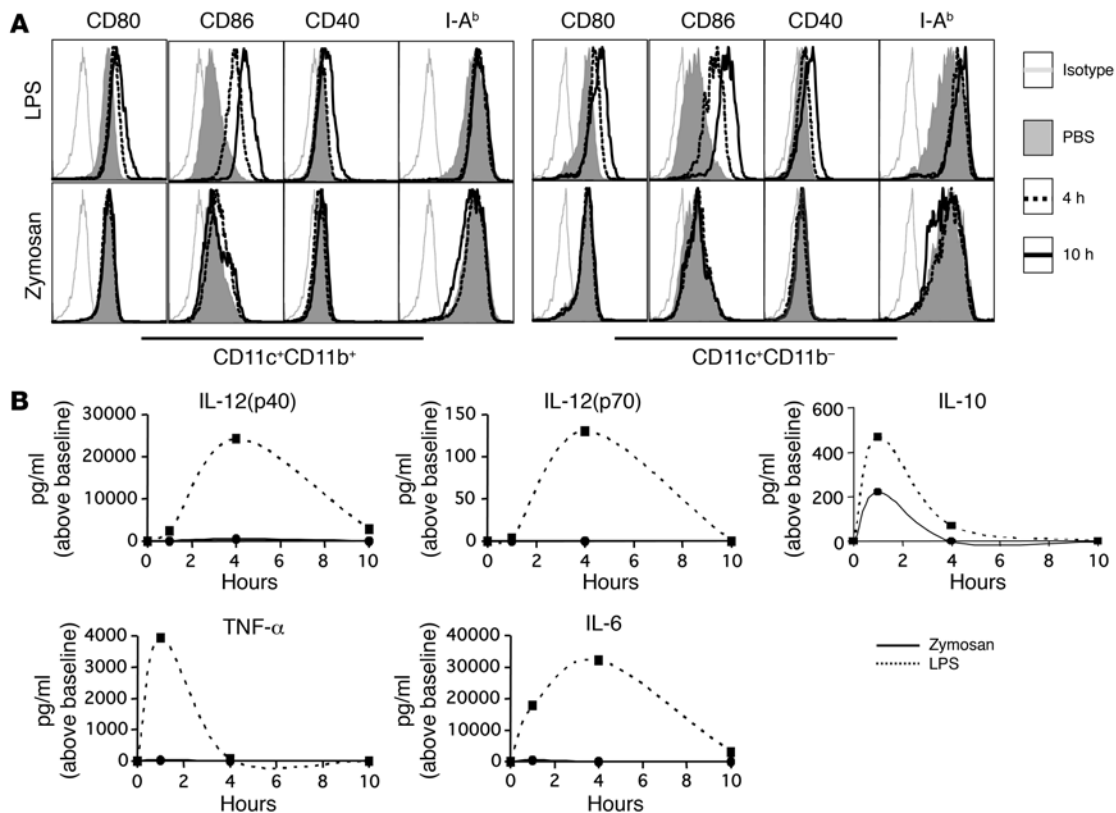 A
CD80 CD86 CD40 I-Aᵇ CD80 CD86 CD40 I-Aᵇ
LPS
Zymosan
CD11c⁺CD11b⁺ CD11c⁺CD11b⁻
Isotype
PBS
4 h
10 h
B
IL-12(p40)
pg/ml
(above baseline)
30000
20000
10000
0
0 2 4 6 8 10
Hours
IL-12(p70)
pg/ml
(above baseline)
150
100
50
0
0 2 4 6 8 10
Hours
IL-10
pg/ml
(above baseline)
600
400
200
0
0 2 4 6 8 10
Hours
TNF-α
pg/ml
(above baseline)
4000
3000
2000
1000
0
0 2 4 6 8 10
Hours
IL-6
pg/ml
(above baseline)
40000
30000
20000
10000
0
0 2 4 6 8 10
Hours
Zymosan
LPS